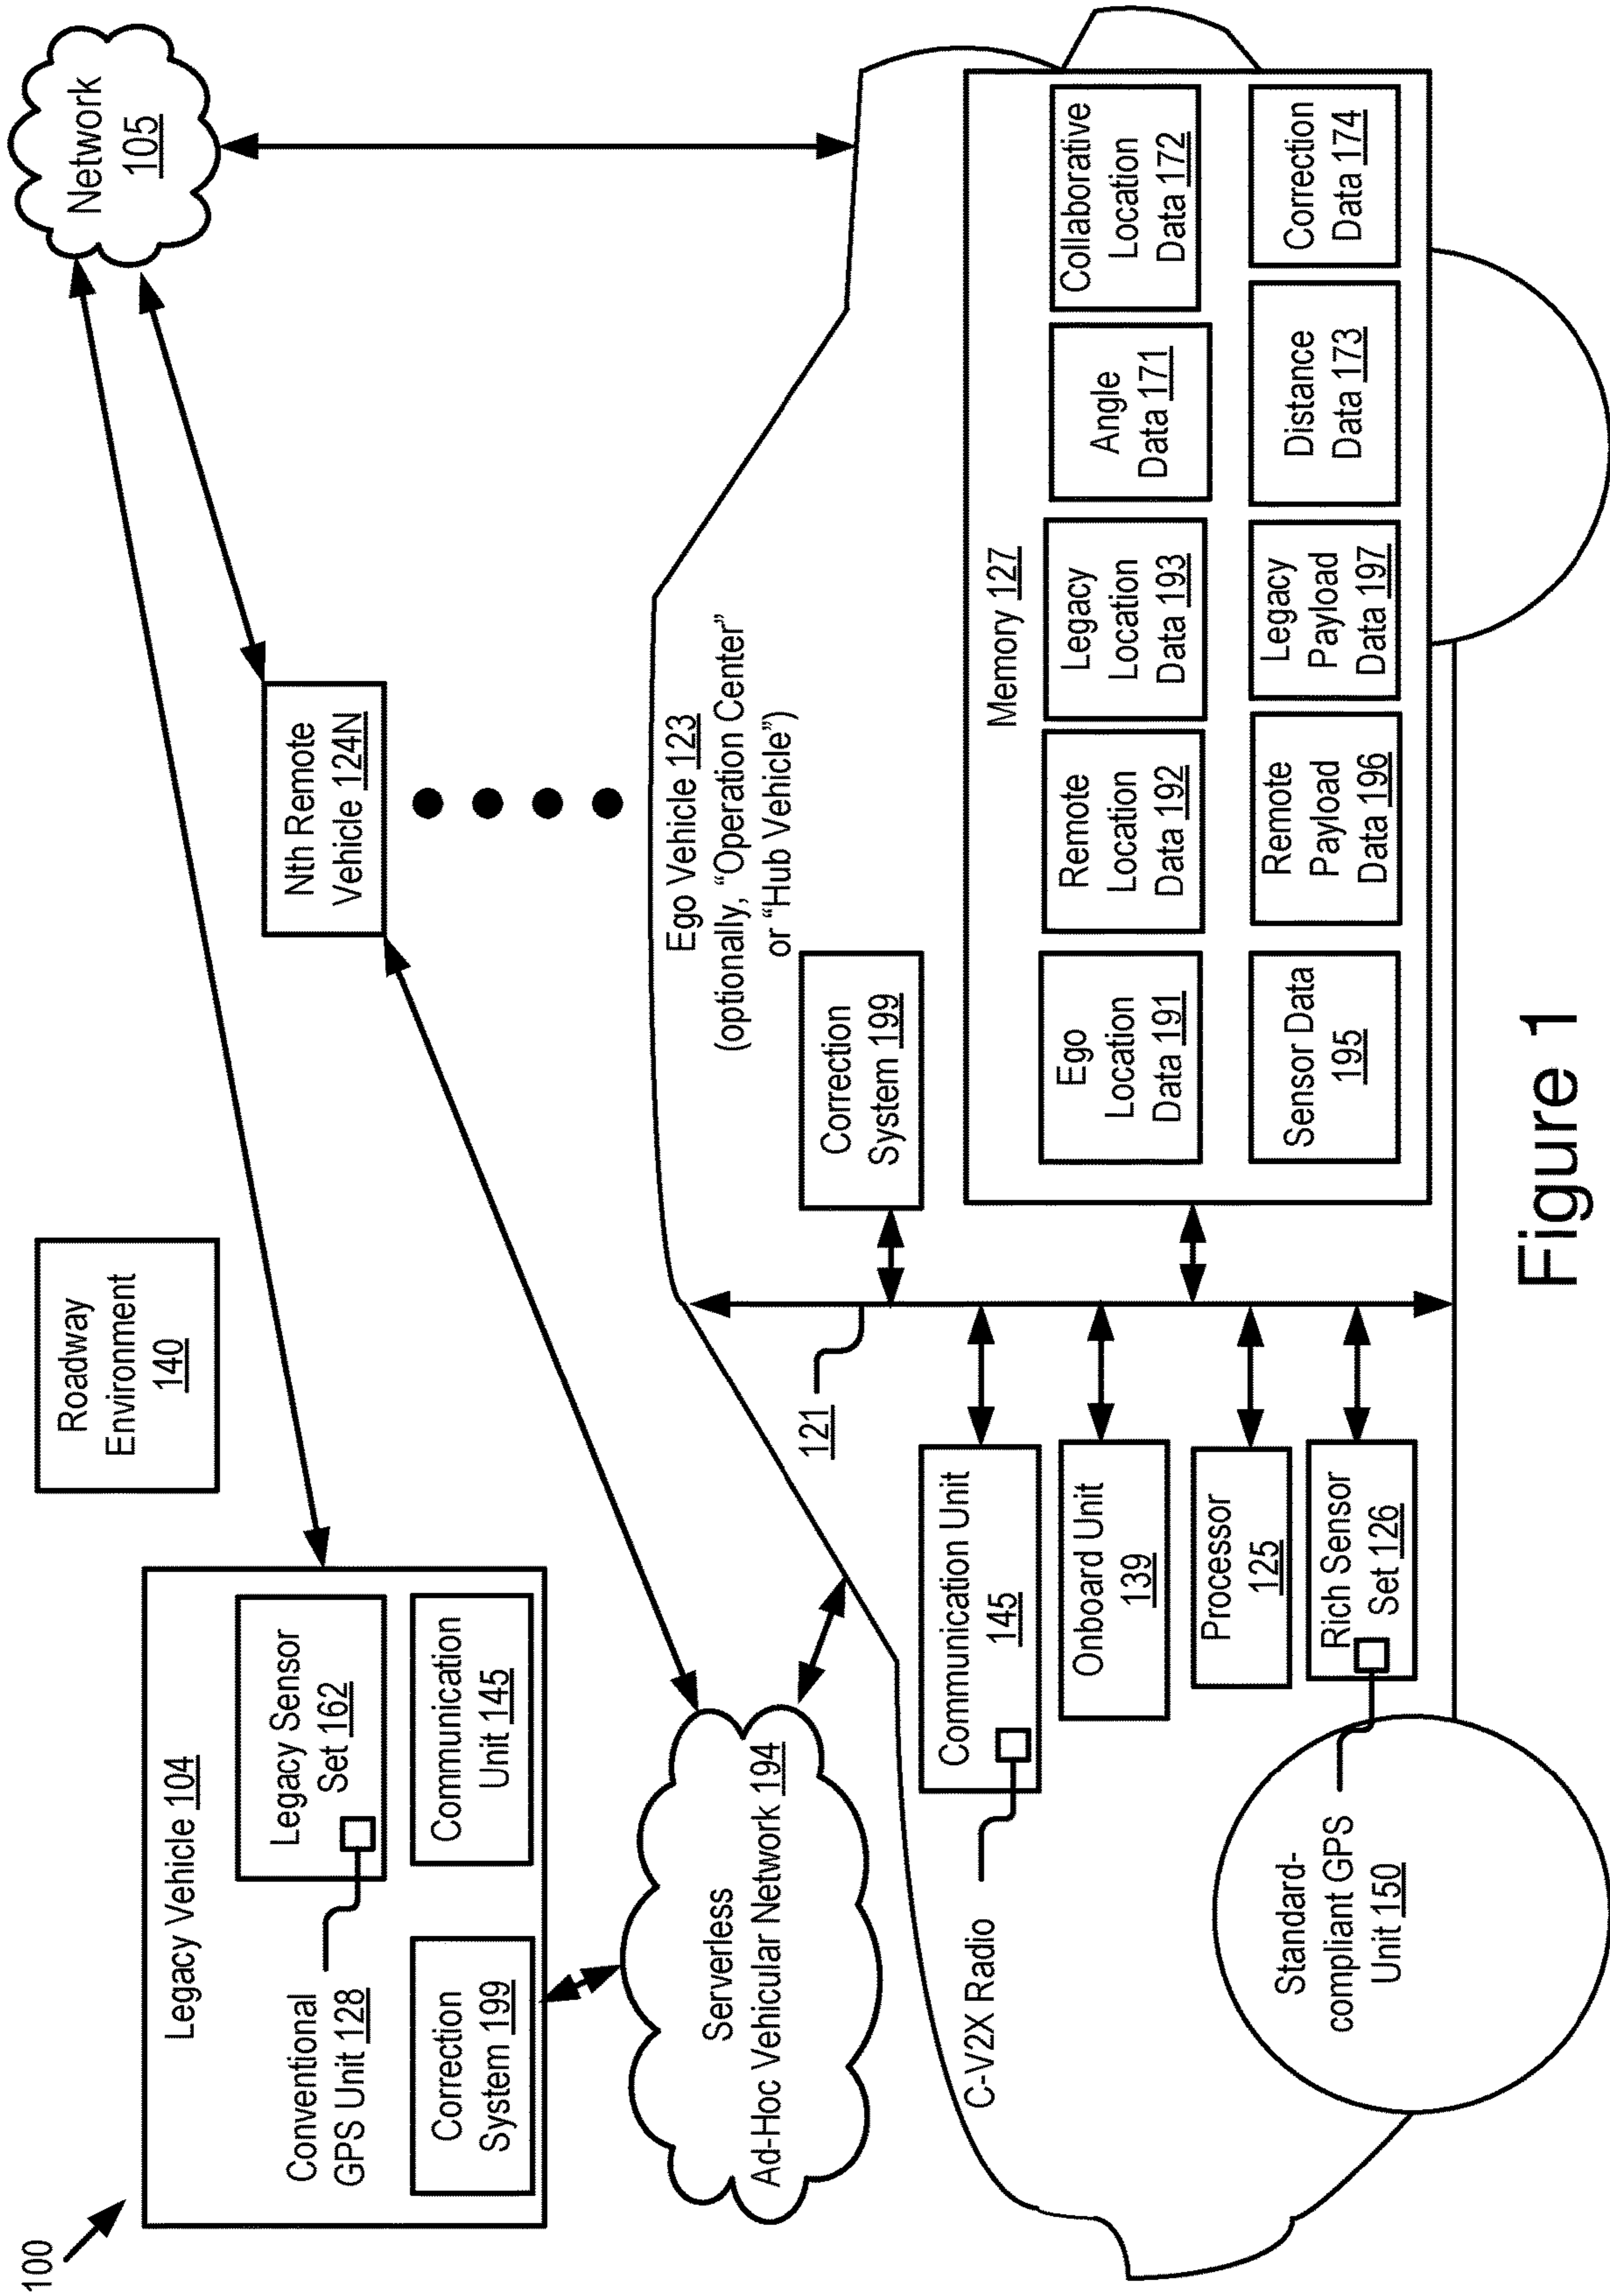 100
Legacy Vehicle 104
Conventional
GPS Unit 128
Legacy Sensor
Set 162
Correction
System 199
Communication
Unit 145
Roadway
Environment
140
Network
105
Nth Remote
Vehicle 124N
Serverless
Ad-Hoc Vehicular Network 194
Ego Vehicle 123
(optionally, “Operation Center”
or “Hub Vehicle”)
Correction
System 199
121
C-V2X Radio
Communication Unit
145
Onboard Unit
139
Processor
125
Rich Sensor
Set 126
Standard-
compliant GPS
Unit 150
Memory 127
Ego
Location
Data 191
Remote
Location
Data 192
Legacy
Location
Data 193
Angle
Data 171
Collaborative
Location
Data 172
Sensor Data
195
Remote
Payload
Data 196
Legacy
Payload
Data 197
Distance
Data 173
Correction
Data 174
Figure 1